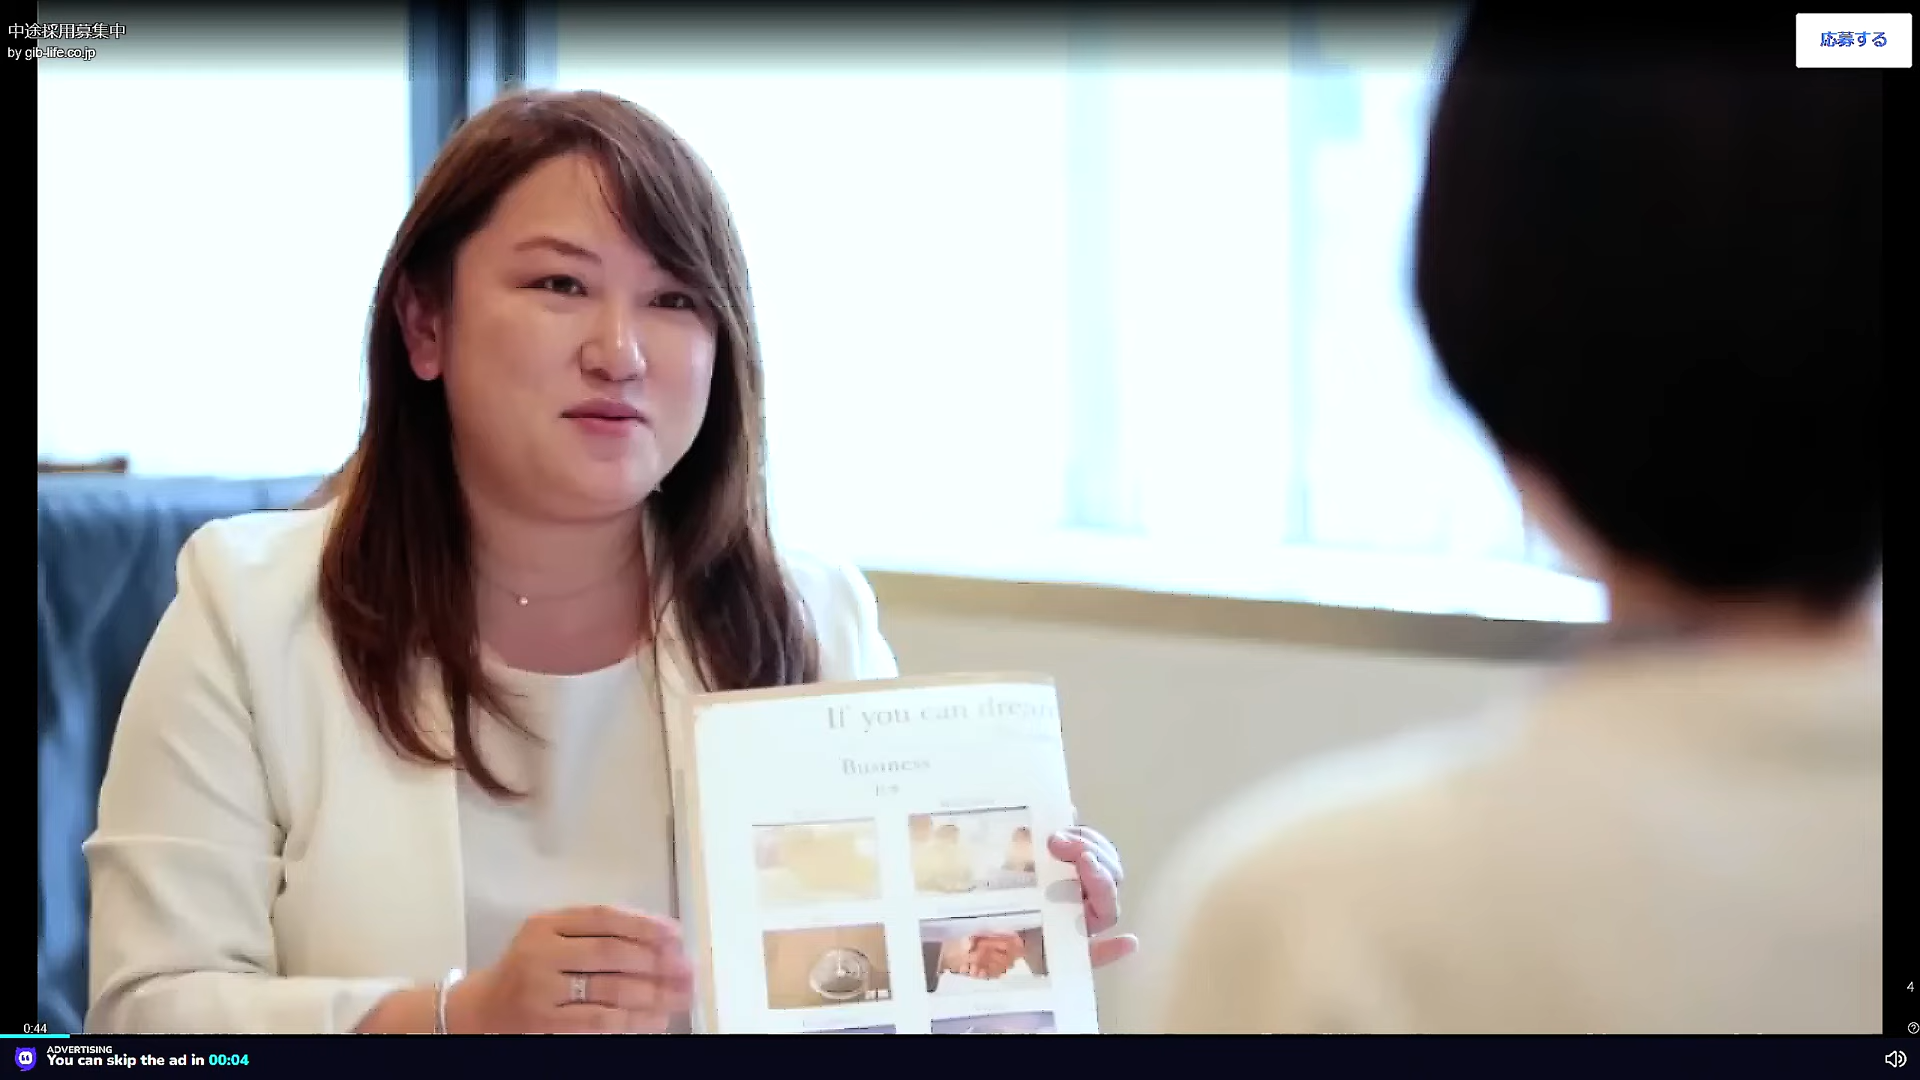 中途採用募集中
by gib-life.co.jp
応募する
If you can dream
Business
4
0:44
ADVERTISING
You can skip the ad in 00:04